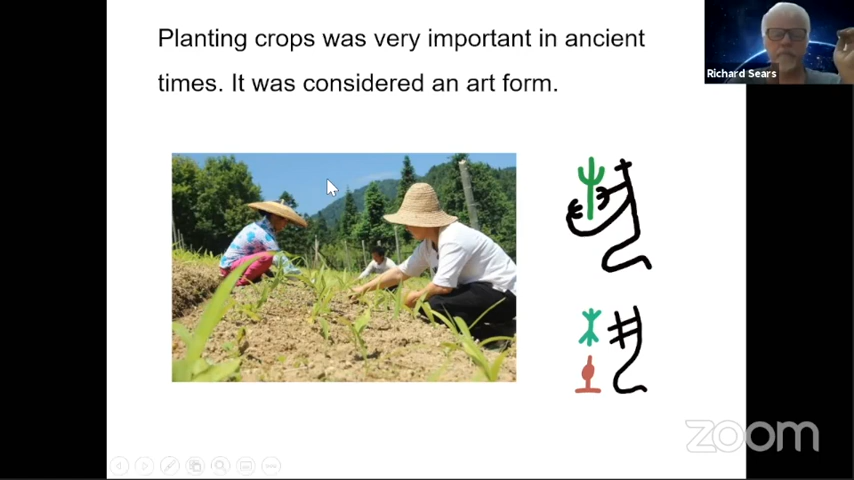 Planting crops was very important in ancient
times. It was considered an art form.
Richard Sears
zoom